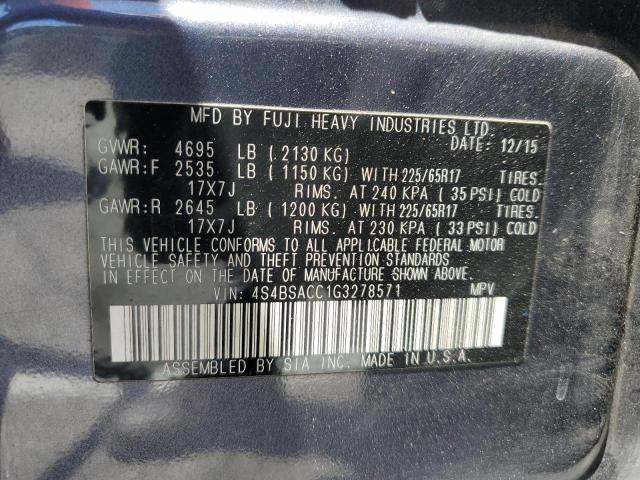 MFD BY FUJI HEAVY INDUSTRIES LTD.
DATE: 12/15
GVWR: 4695 LB ( 2130 KG)
GAWR:F 2535 LB ( 1150 KG) WITH 225/65R17 TIRES.
17X7J RIMS. AT 240 KPA ( 35 PSI) COLD
GAWR:R 2645 LB ( 1200 KG) WITH 225/65R17 TIRES.
17X7J RIMS. AT 230 KPA ( 33 PSI) COLD
THIS VEHICLE CONFORMS TO ALL APPLICABLE FEDERAL MOTOR
VEHICLE SAFETY AND THEFT PREVENTION STANDARDS
IN EFFECT ON THE DATE OF MANUFACTURE SHOWN ABOVE.
VIN: 4S4BSACC1G3278571 MPV
ASSEMBLED BY SIA INC. MADE IN U.S.A.